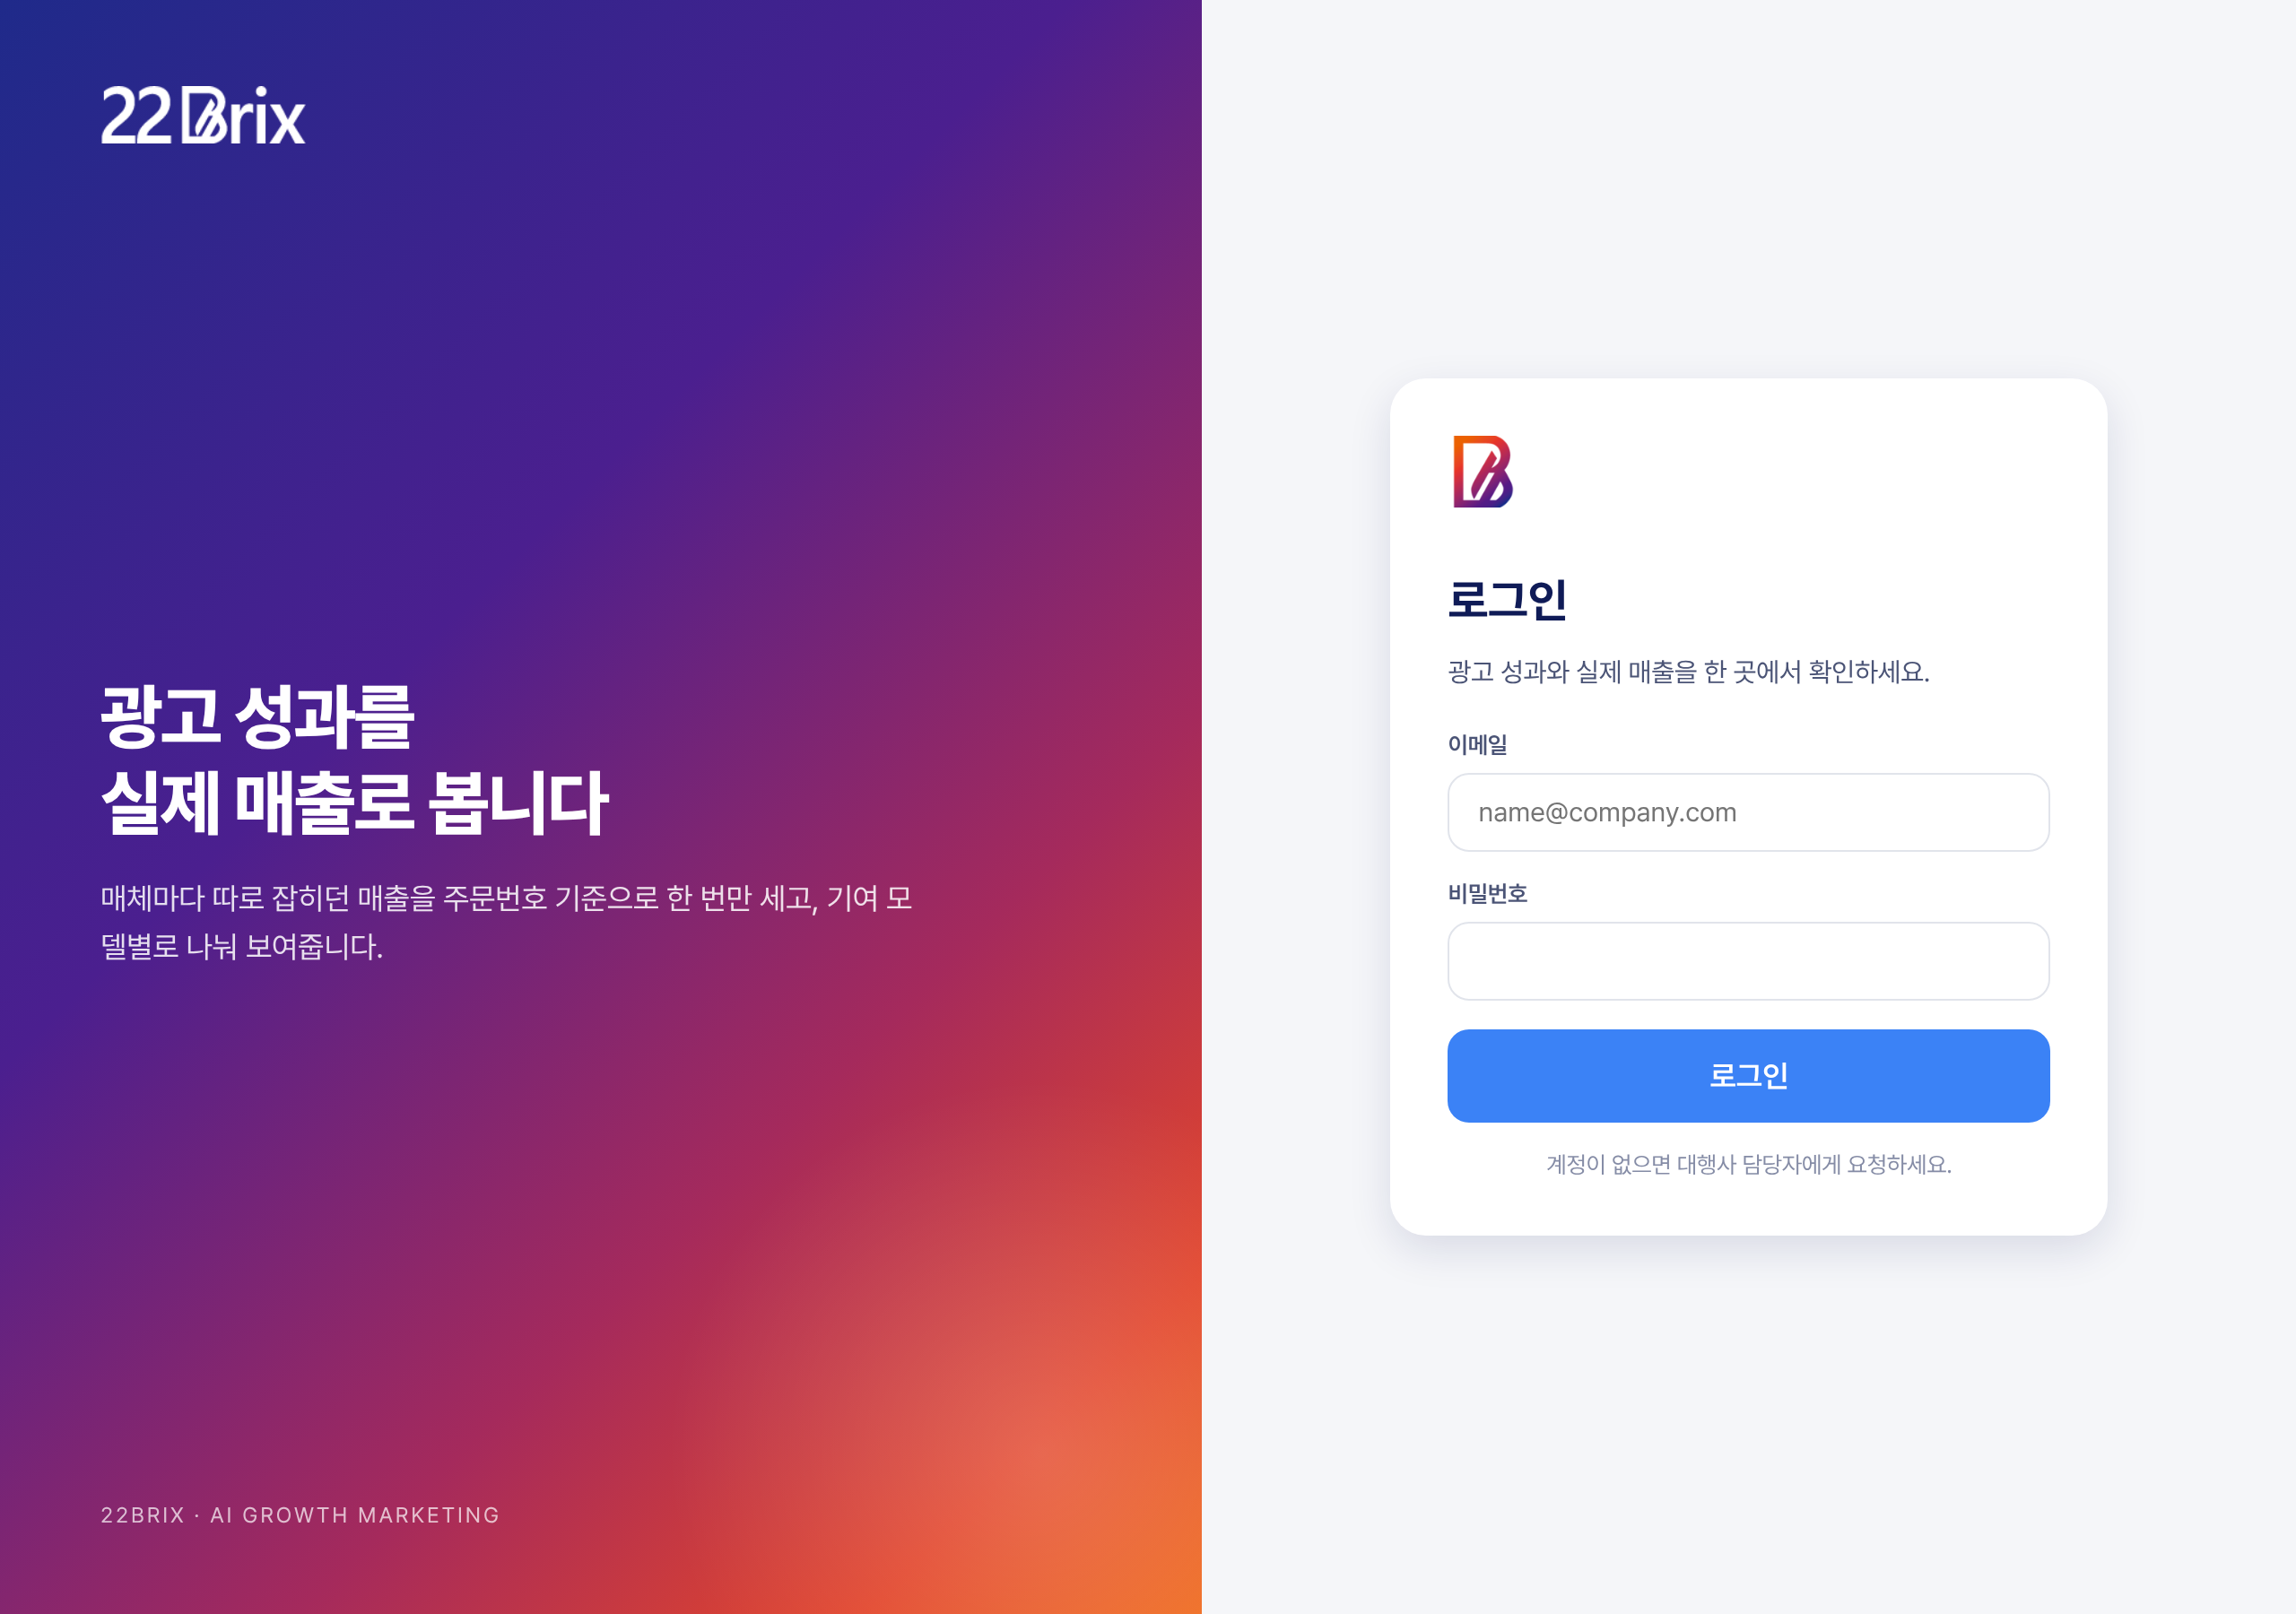 22Brix
광고 성과를
실제 매출로 봅니다
매체마다 따로 잡히던 매출을 주문번호 기준으로 한 번만 세고, 기여 모
델별로 나눠 보여줍니다.
22BRIX · AI GROWTH MARKETING
B
로그인
광고 성과와 실제 매출을 한 곳에서 확인하세요.
이메일
name@company.com
비밀번호
로그인
계정이 없으면 대행사 담당자에게 요청하세요.